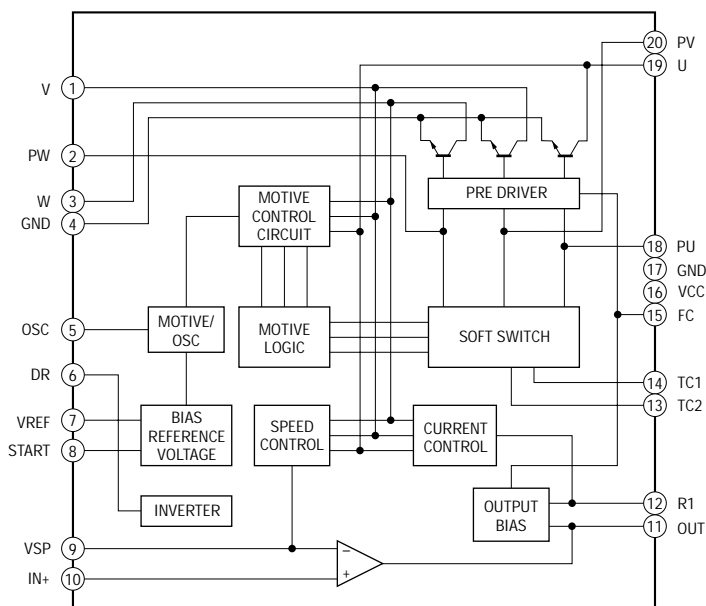 20 PV
19 U
V 1
PW 2
W 3
GND 4
PRE DRIVER
MOTIVE
CONTROL
CIRCUIT
18 PU
17 GND
16 VCC
15 FC
OSC 5
MOTIVE/
OSC
MOTIVE
LOGIC
SOFT SWITCH
DR 6
14 TC1
13 TC2
VREF 7
START 8
BIAS
REFERENCE
VOLTAGE
SPEED
CONTROL
CURRENT
CONTROL
INVERTER
OUTPUT
BIAS
12 R1
11 OUT
VSP 9
IN+ 10
−
+